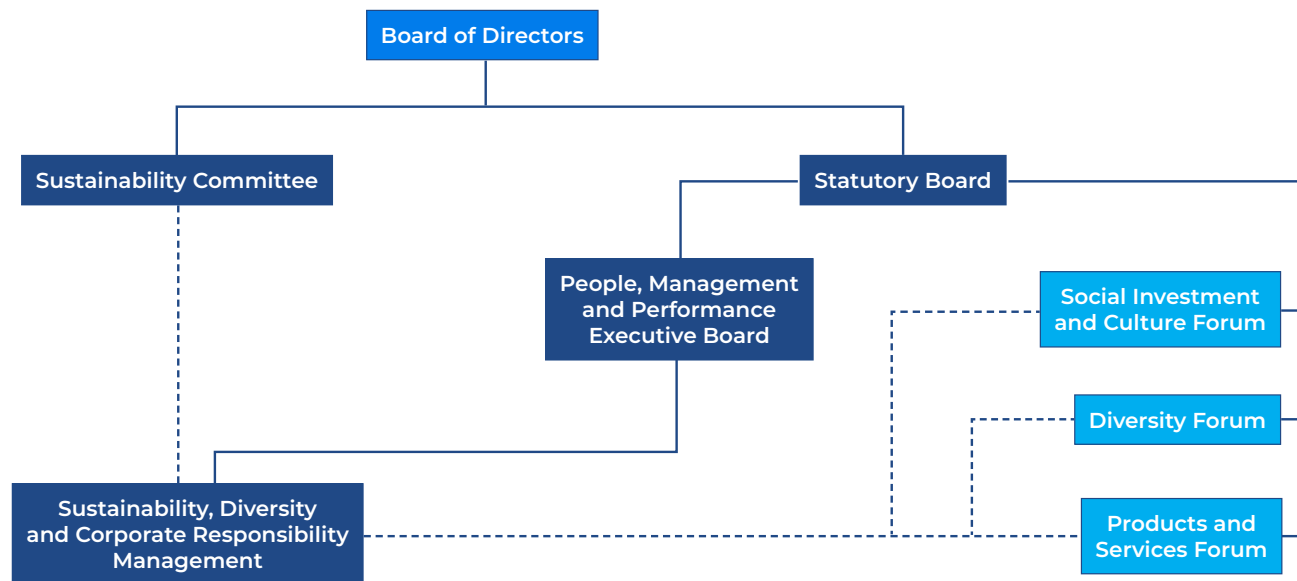 Board of Directors
Sustainability Committee
Statutory Board
People, Management
and Performance
Executive Board
Social Investment
and Culture Forum
Diversity Forum
Sustainability, Diversity
and Corporate Responsibility
Management
Products and
Services Forum